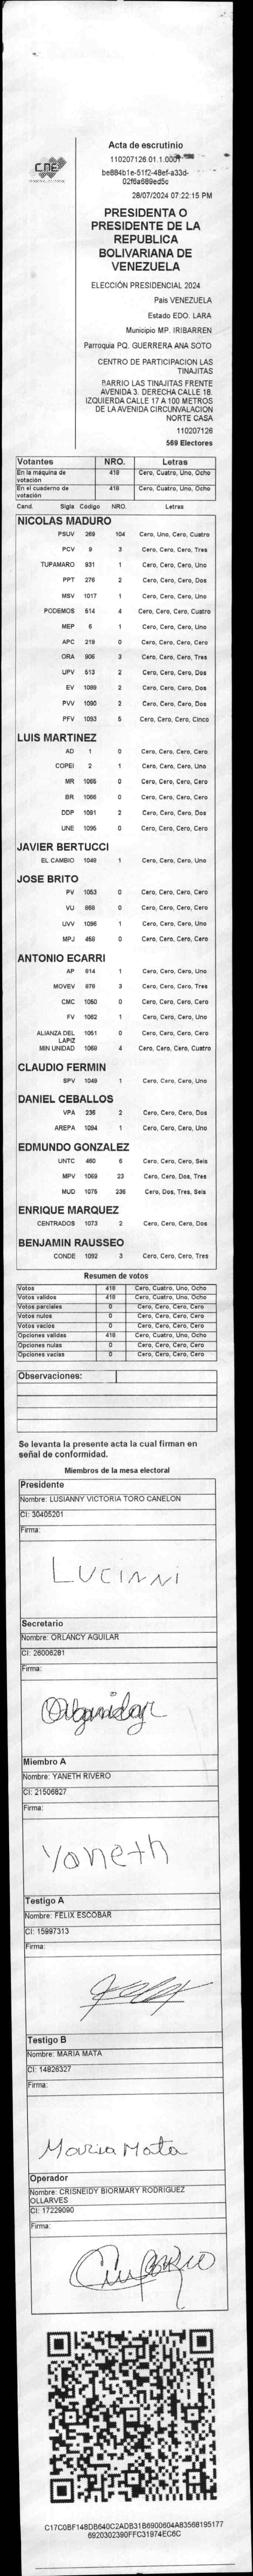 CNE
Acta de escrutinio
110207126.01.1.0001
be884b1e-51f2-48ef-a33d-
02f6a689ed5c
28/07/2024 07:22:15 PM
PRESIDENTA O
PRESIDENTE DE LA
REPUBLICA
BOLIVARIANA DE
VENEZUELA
ELECCIÓN PRESIDENCIAL 2024
País VENEZUELA
Estado EDO. LARA
Municipio MP. IRIBARREN
Parroquia PQ. GUERRERA ANA SOTO
CENTRO DE PARTICIPACION LAS
TINAJITAS
BARRIO LAS TINAJITAS FRENTE
AVENIDA 3. DERECHA CALLE 18.
IZQUIERDA CALLE 17 A 100 METROS
DE LA AVENIDA CIRCUNVALACION
NORTE CASA
110207126
569 Electores
Votantes NRO. Letras
En la máquina de votación 418 Cero, Cuatro, Uno, Ocho
En el cuaderno de votación 418 Cero, Cuatro, Uno, Ocho
Cand. Sigla Código NRO. Letras
NICOLAS MADURO
PSUV 269 104 Cero, Uno, Cero, Cuatro
PCV 9 3 Cero, Cero, Cero, Tres
TUPAMARO 931 1 Cero, Cero, Cero, Uno
PPT 276 2 Cero, Cero, Cero, Dos
MSV 1017 1 Cero, Cero, Cero, Uno
PODEMOS 514 4 Cero, Cero, Cero, Cuatro
MEP 6 1 Cero, Cero, Cero, Uno
APC 219 0 Cero, Cero, Cero, Cero
ORA 906 3 Cero, Cero, Cero, Tres
UPV 513 2 Cero, Cero, Cero, Dos
EV 1089 2 Cero, Cero, Cero, Dos
PVV 1090 2 Cero, Cero, Cero, Dos
PFV 1093 5 Cero, Cero, Cero, Cinco
LUIS MARTINEZ
AD 1 0 Cero, Cero, Cero, Cero
COPEI 2 1 Cero, Cero, Cero, Uno
MR 1065 0 Cero, Cero, Cero, Cero
BR 1066 0 Cero, Cero, Cero, Cero
DDP 1091 2 Cero, Cero, Cero, Dos
UNE 1095 0 Cero, Cero, Cero, Cero
JAVIER BERTUCCI
EL CAMBIO 1048 1 Cero, Cero, Cero, Uno
JOSE BRITO
PV 1053 0 Cero, Cero, Cero, Cero
VU 868 0 Cero, Cero, Cero, Cero
UVV 1096 1 Cero, Cero, Cero, Uno
MPJ 458 0 Cero, Cero, Cero, Cero
ANTONIO ECARRI
AP 814 1 Cero, Cero, Cero, Uno
MOVEV 878 3 Cero, Cero, Cero, Tres
CMC 1050 0 Cero, Cero, Cero, Cero
FV 1062 1 Cero, Cero, Cero, Uno
ALIANZA DEL LAPIZ 1051 0 Cero, Cero, Cero, Cero
MIN UNIDAD 1068 4 Cero, Cero, Cero, Cuatro
CLAUDIO FERMIN
SPV 1049 1 Cero, Cero, Cero, Uno
DANIEL CEBALLOS
VPA 236 2 Cero, Cero, Cero, Dos
AREPA 1094 1 Cero, Cero, Cero, Uno
EDMUNDO GONZALEZ
UNTC 460 6 Cero, Cero, Cero, Seis
MPV 1069 23 Cero, Cero, Dos, Tres
MUD 1075 236 Cero, Dos, Tres, Seis
ENRIQUE MARQUEZ
CENTRADOS 1073 2 Cero, Cero, Cero, Dos
BENJAMIN RAUSSEO
CONDE 1092 3 Cero, Cero, Cero, Tres
Resumen de votos
Votos 418 Cero, Cuatro, Uno, Ocho
Votos validos 418 Cero, Cuatro, Uno, Ocho
Votos parciales 0 Cero, Cero, Cero, Cero
Votos nulos 0 Cero, Cero, Cero, Cero
Votos vacios 0 Cero, Cero, Cero, Cero
Opciones validas 418 Cero, Cuatro, Uno, Ocho
Opciones nulas 0 Cero, Cero, Cero, Cero
Opciones vacias 0 Cero, Cero, Cero, Cero
Observaciones:
Se levanta la presente acta la cual firman en
señal de conformidad.
Miembros de la mesa electoral
Presidente
Nombre: LUSIANNY VICTORIA TORO CANELON
CI: 30405201
Firma:
LUCIANNI
Secretario
Nombre: ORLANCY AGUILAR
CI: 26006281
Firma:
Miembro A
Nombre: YANETH RIVERO
CI: 21506827
Firma:
Yaneth
Testigo A
Nombre: FELIX ESCOBAR
CI: 15997313
Firma:
Testigo B
Nombre: MARIA MATA
CI: 14826327
Firma:
Maria Mata
Operador
Nombre: CRISNEIDY BIORMARY RODRIGUEZ
OLLARVES
CI: 17229090
Firma:
C17C0BF148DB640C2ADB31B6900604A83568195177
6920302390FFC31974EC6C